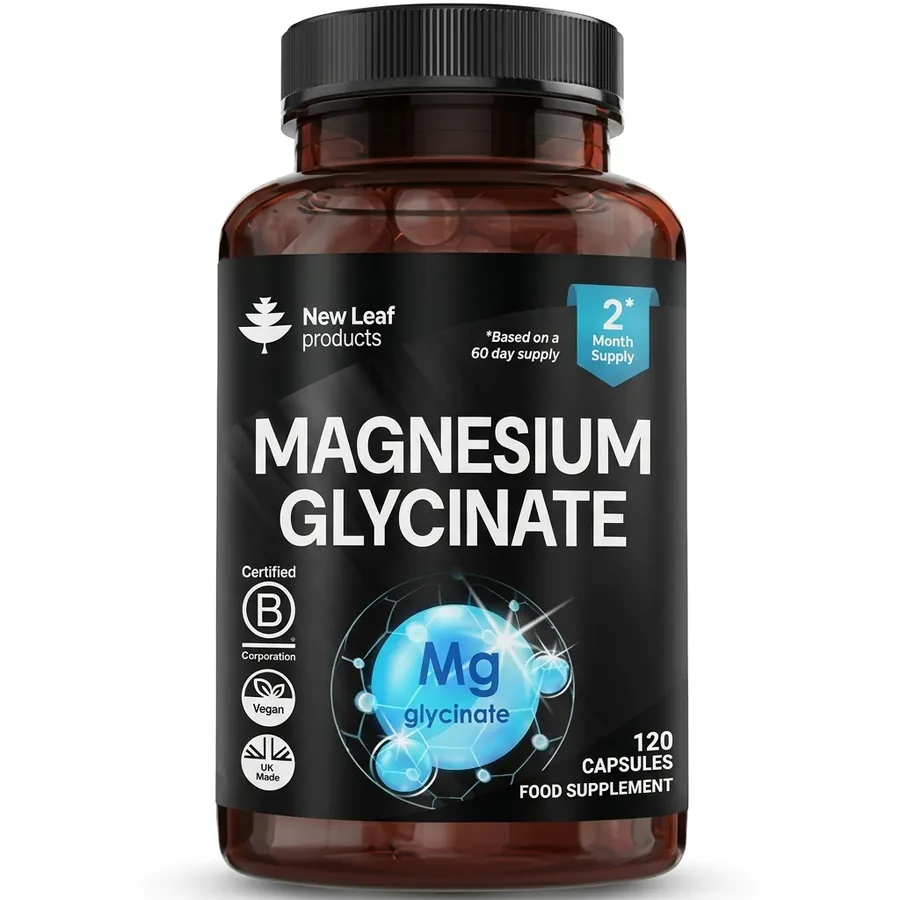 New Leaf
products
*Based on a
60 day supply
2*
Month
Supply
MAGNESIUM
GLYCINATE
Certified
B
®
Corporation
Vegan
UK
Made
Mg
glycinate
120
CAPSULES
FOOD SUPPLEMENT